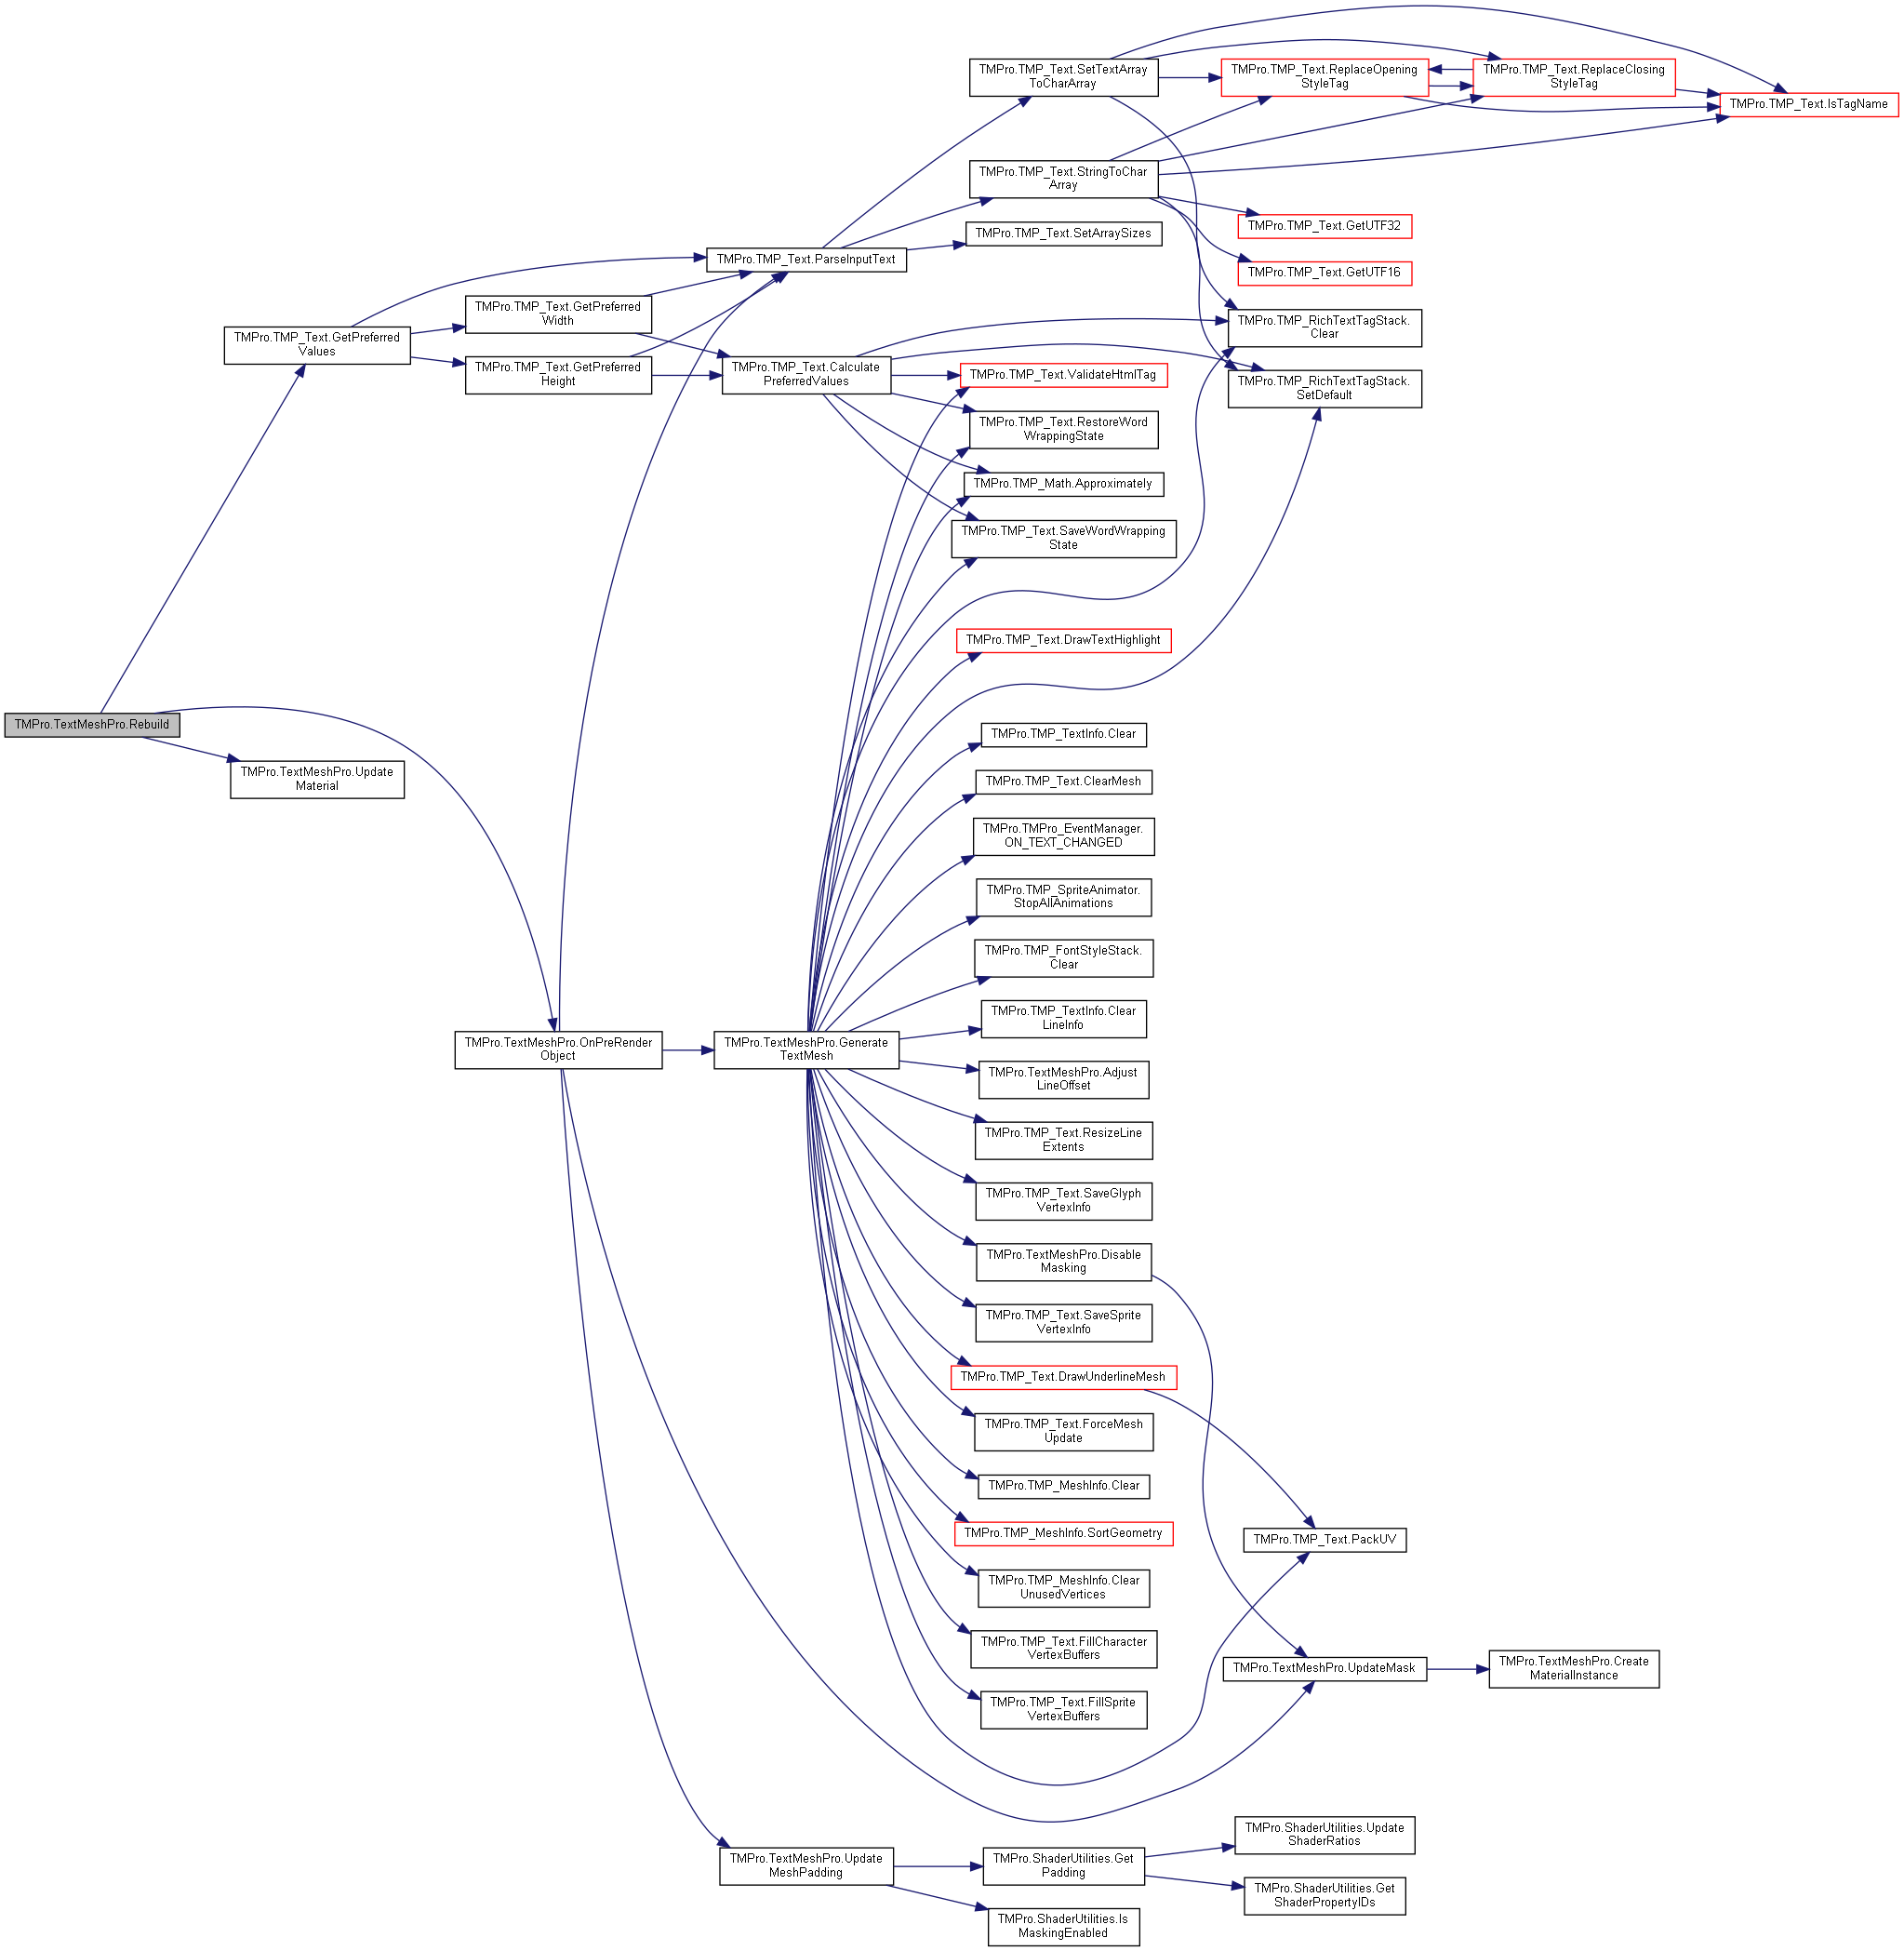 TMPro.TMP_Text.SetTextArray
ToCharArray
TMPro.TMP_Text.ReplaceOpening
StyleTag
TMPro.TMP_Text.ReplaceClosing
StyleTag
TMPro.TMP_Text.IsTagName
TMPro.TMP_Text.StringToChar
Array
TMPro.TMP_Text.GetUTF32
TMPro.TMP_Text.SetArraySizes
TMPro.TMP_Text.ParseInputText
TMPro.TMP_Text.GetUTF16
TMPro.TMP_Text.GetPreferred
Width
TMPro.TMP_RichTextTagStack.
Clear
TMPro.TMP_Text.GetPreferred
Values
TMPro.TMP_Text.GetPreferred
Height
TMPro.TMP_Text.Calculate
PreferredValues
TMPro.TMP_Text.ValidateHtmlTag
TMPro.TMP_RichTextTagStack.
SetDefault
TMPro.TMP_Text.RestoreWord
WrappingState
TMPro.TMP_Math.Approximately
TMPro.TMP_Text.SaveWordWrapping
State
TMPro.TMP_Text.DrawTextHighlight
TMPro.TextMeshPro.Rebuild
TMPro.TMP_TextInfo.Clear
TMPro.TextMeshPro.Update
Material
TMPro.TMP_Text.ClearMesh
TMPro.TMPro_EventManager.
ON_TEXT_CHANGED
TMPro.TMP_SpriteAnimator.
StopAllAnimations
TMPro.TMP_FontStyleStack.
Clear
TMPro.TMP_TextInfo.Clear
LineInfo
TMPro.TextMeshPro.OnPreRender
Object
TMPro.TextMeshPro.Generate
TextMesh
TMPro.TextMeshPro.Adjust
LineOffset
TMPro.TMP_Text.ResizeLine
Extents
TMPro.TMP_Text.SaveGlyph
VertexInfo
TMPro.TextMeshPro.Disable
Masking
TMPro.TMP_Text.SaveSprite
VertexInfo
TMPro.TMP_Text.DrawUnderlineMesh
TMPro.TMP_Text.ForceMesh
Update
TMPro.TMP_MeshInfo.Clear
TMPro.TMP_MeshInfo.SortGeometry
TMPro.TMP_Text.PackUV
TMPro.TMP_MeshInfo.Clear
UnusedVertices
TMPro.TMP_Text.FillCharacter
VertexBuffers
TMPro.TextMeshPro.UpdateMask
TMPro.TextMeshPro.Create
MaterialInstance
TMPro.TMP_Text.FillSprite
VertexBuffers
TMPro.ShaderUtilities.Update
ShaderRatios
TMPro.TextMeshPro.Update
MeshPadding
TMPro.ShaderUtilities.Get
Padding
TMPro.ShaderUtilities.Get
ShaderPropertyIDs
TMPro.ShaderUtilities.Is
MaskingEnabled